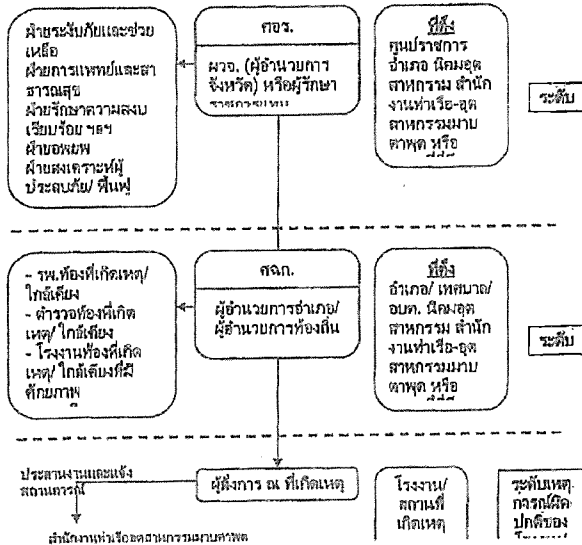 ฝ่ายระงับภัยและช่วย
เหลือ
ฝ่ายการแพทย์และสา
ธารณสุข
ฝ่ายรักษาความสงบ
เรียบร้อย ฯลฯ
ฝ่ายอพยพ
ฝ่ายสงเคราะห์ผู้
ประสบภัย/ ฟื้นฟู
ศอร.
ผวจ. (ผู้อำนวยการ
จังหวัด) หรือผู้รักษา
ราชการแทน
ที่ตั้ง
ศูนย์ราชการ
อำเภอ นิคมอุต
สาหกรรม สำนัก
งานท่าเรือ-อุต
สาหกรรมมาบ
ตาพุด หรือ
ระดับ
- รพ.ท้องที่เกิดเหตุ/
ใกล้เคียง
- ตำรวจท้องที่เกิด
เหตุ/ ใกล้เคียง
- โรงงานท้องที่เกิด
เหตุ/ ใกล้เคียงที่มี
ศักยภาพ
ศฉก.
ผู้อำนวยการอำเภอ/
ผู้อำนวยการท้องถิ่น
ที่ตั้ง
อำเภอ/ เทศบาล/
อบต. นิคมอุต
สาหกรรม สำนัก
งานท่าเรือ-อุต
สาหกรรมมาบ
ตาพุด หรือ
ระดับ
ประสานงานและแจ้ง
สถานการณ์
สำนักงานท่าเรืออุตสาหกรรมมาบตาพุด
ผู้สั่งการ ณ ที่เกิดเหตุ
โรงงาน/
สถานที่
เกิดเหตุ
ระดับเหตุ
การณ์ผิด
ปกติของ